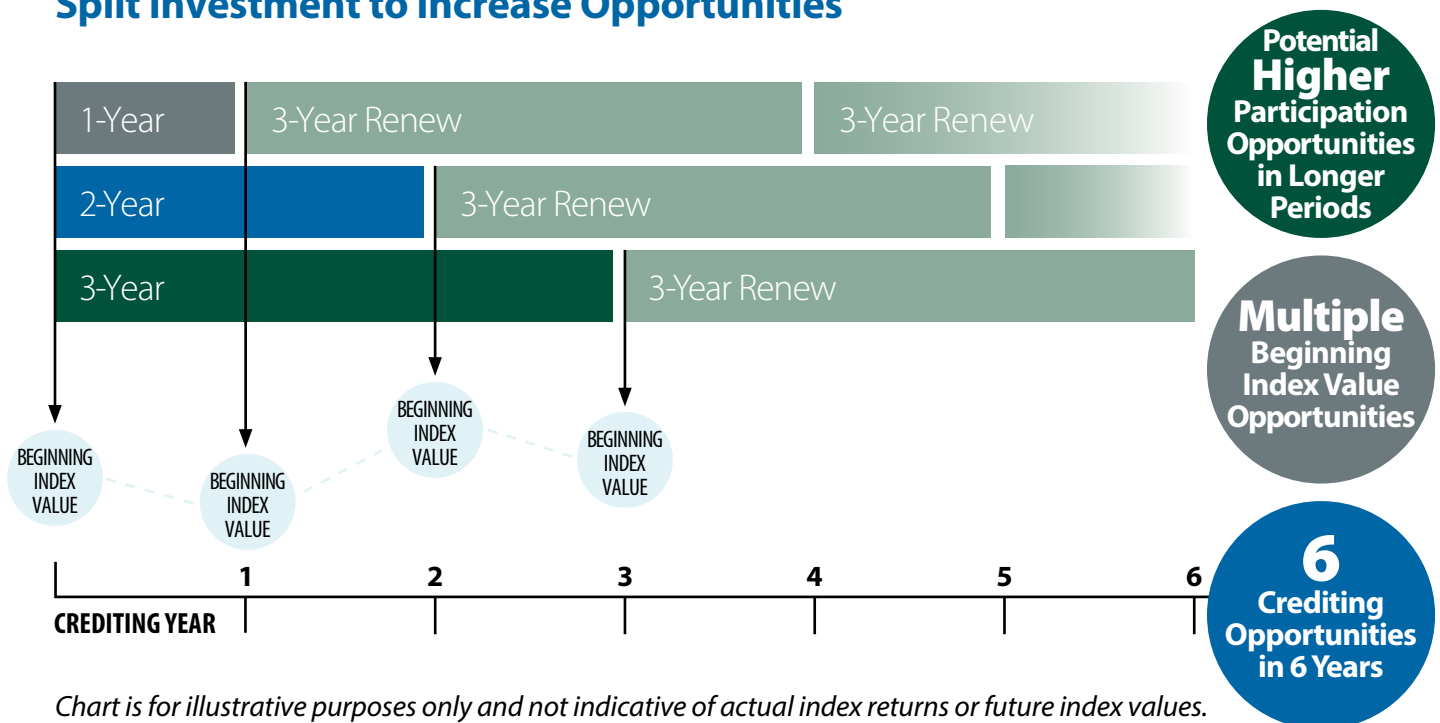 Split Investment to Increase Opportunities
1-Year
3-Year Renew
3-Year Renew
2-Year
3-Year Renew
3-Year
3-Year Renew
BEGINNING
INDEX
VALUE
BEGINNING
INDEX
VALUE
BEGINNING
INDEX
VALUE
BEGINNING
INDEX
VALUE
1
2
3
4
5
6
CREDITING YEAR
Potential
Higher
Participation
Opportunities
in Longer
Periods
Multiple
Beginning
Index Value
Opportunities
6
Crediting
Opportunities
in 6 Years
Chart is for illustrative purposes only and not indicative of actual index returns or future index values.